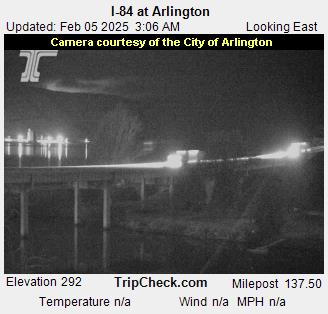 I-84 at Arlington
Updated: Feb 05 2025 3:06 AM Looking East
Camera courtesy of the City of Arlington
Elevation 292 TripCheck.com Milepost 137.50
Temperature n/a Wind n/a MPH n/a